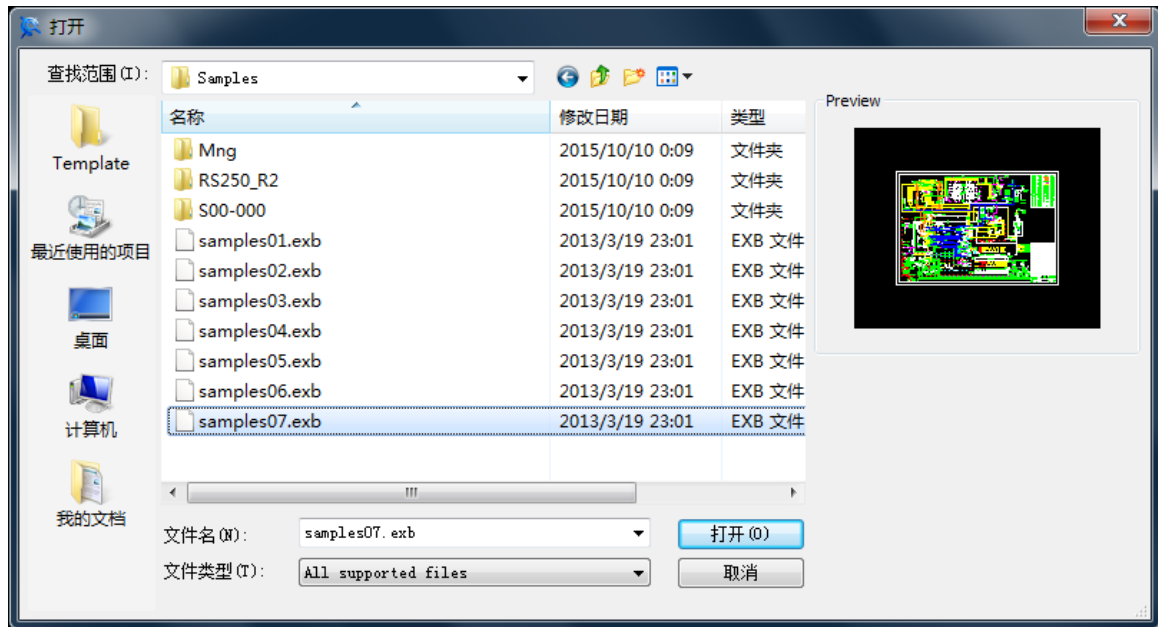 打开
查找范围(I):
Samples
Template
最近使用的项目
桌面
计算机
我的文档
名称 修改日期 类型
Mng 2015/10/10 0:09 文件夹
RS250_R2 2015/10/10 0:09 文件夹
S00-000 2015/10/10 0:09 文件夹
samples01.exb 2013/3/19 23:01 EXB 文件
samples02.exb 2013/3/19 23:01 EXB 文件
samples03.exb 2013/3/19 23:01 EXB 文件
samples04.exb 2013/3/19 23:01 EXB 文件
samples05.exb 2013/3/19 23:01 EXB 文件
samples06.exb 2013/3/19 23:01 EXB 文件
samples07.exb 2013/3/19 23:01 EXB 文件
文件名(N): samples07.exb 打开(O)
文件类型(T): All supported files 取消
Preview